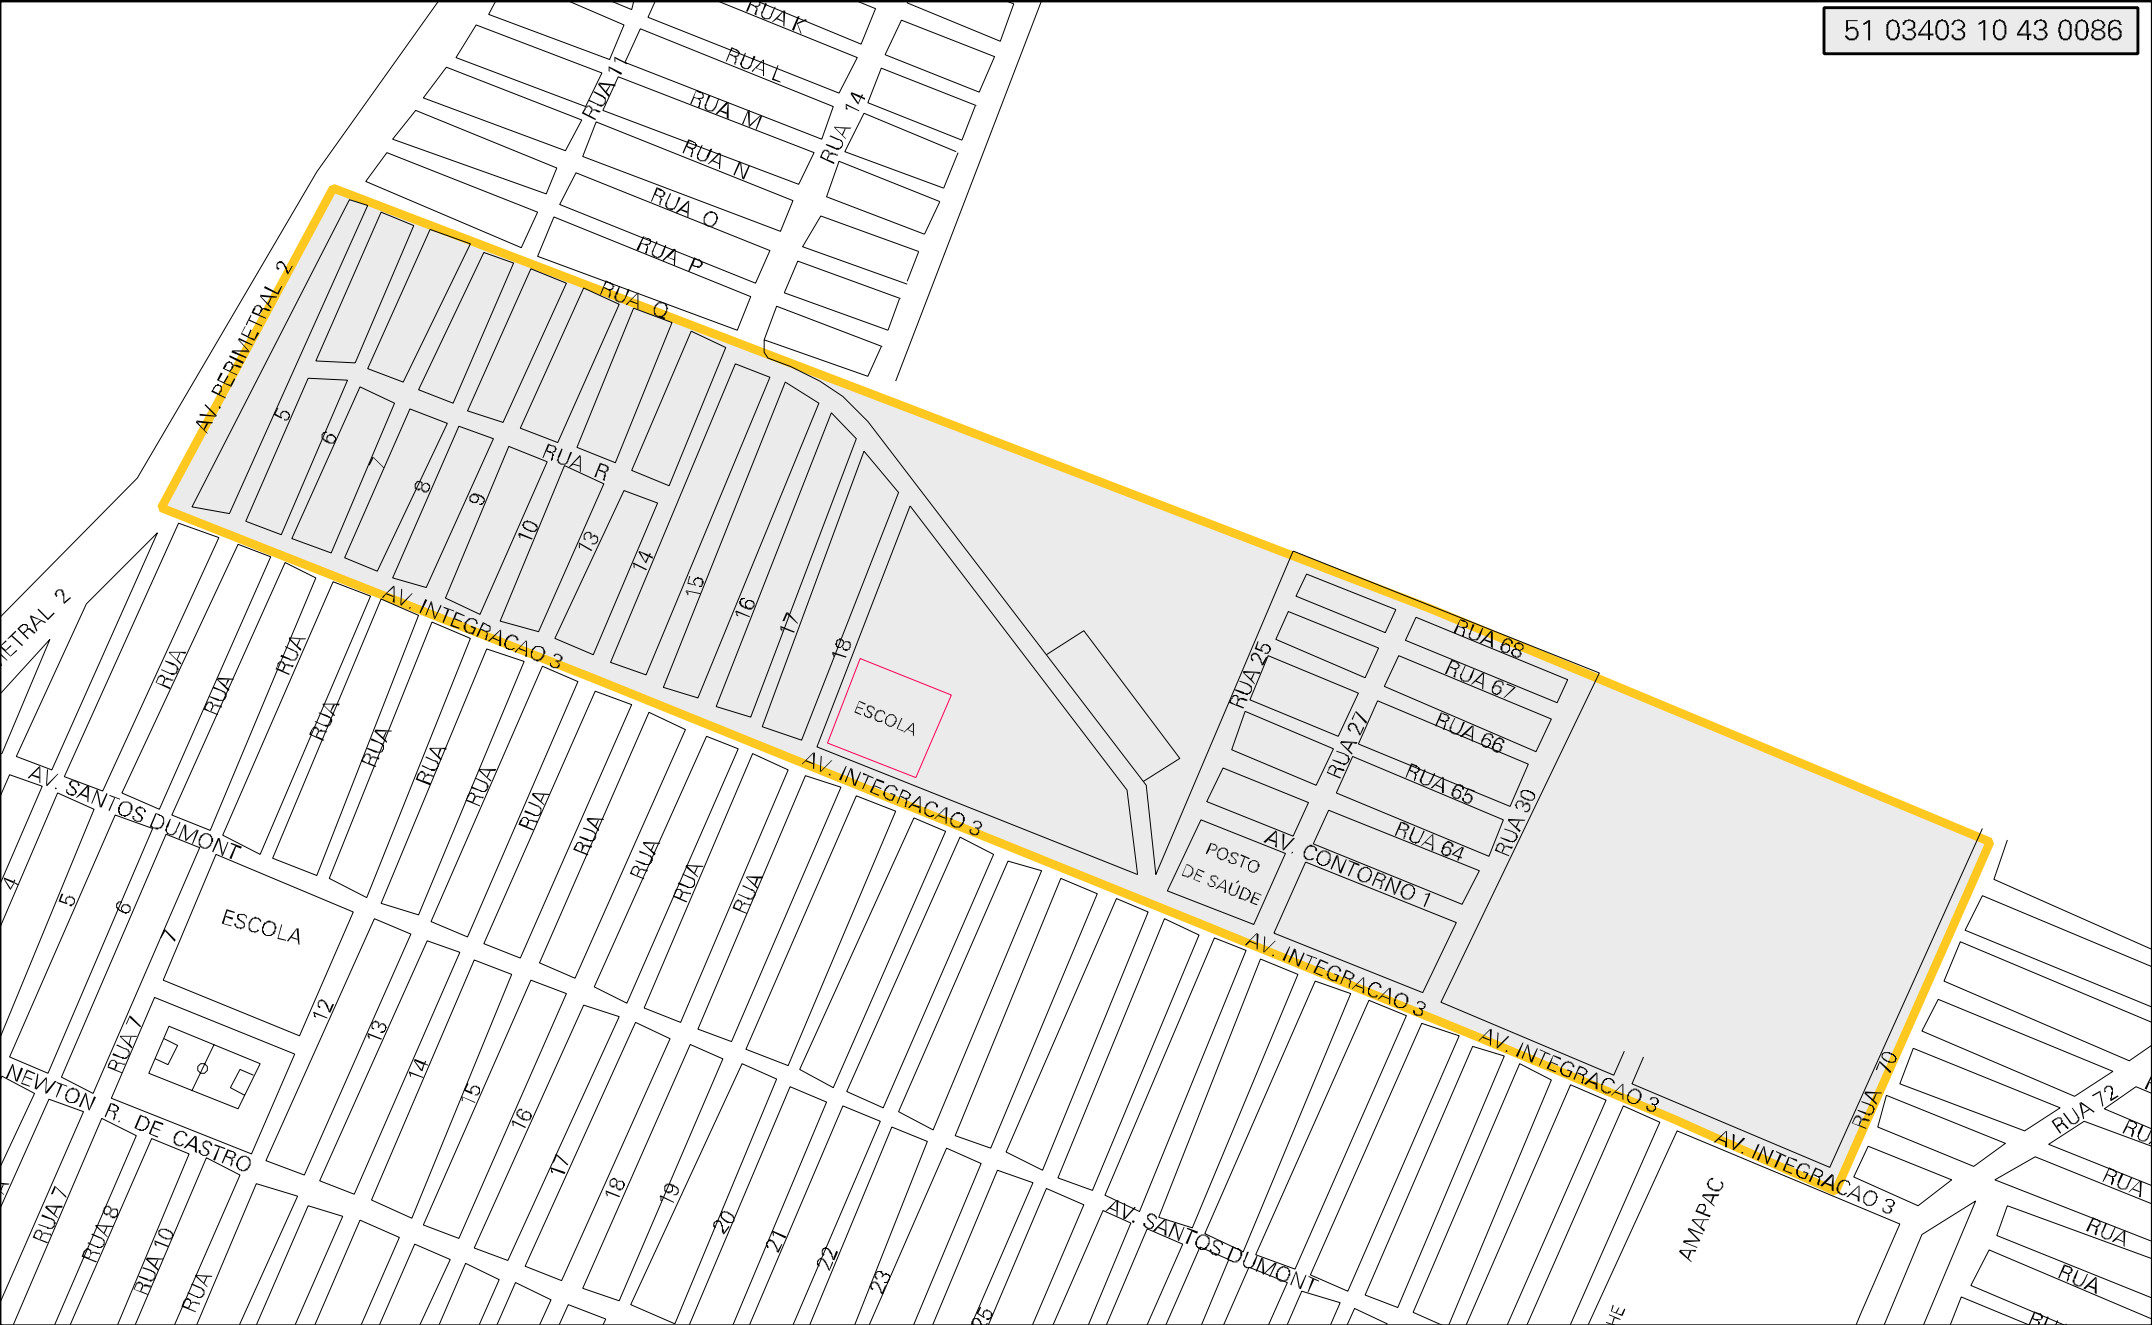 51 03403 10 43 0086
RUA K
RUA L
RUA 11
RUA M
RUA 14
RUA N
RUA O
RUA P
RUA Q
AV. PERIMETRAL 2
5
6
7
8
9
10
13
14
15
16
17
18
RUA R
ESCOLA
AV. INTEGRACAO 3
AV. INTEGRACAO 3
AV. INTEGRACAO 3
AV. INTEGRACAO 3
AV. INTEGRACAO 3
RUA 25
RUA 27
RUA 30
RUA 68
RUA 67
RUA 66
RUA 65
RUA 64
AV. CONTORNO 1
POSTO
DE SAÚDE
RUA 70
RUA 72
METRAL 2
RUA
RUA
RUA
RUA
RUA
RUA
RUA
RUA
RUA
RUA
RUA
RUA
AV. SANTOS DUMONT
4
5
6
7
ESCOLA
12
13
14
15
16
17
18
19
20
21
22
23
25
RUA 7
NEWTON R. DE CASTRO
RUA 7
RUA 8
RUA 10
RUA
AV. SANTOS DUMONT
AMAPAC
HE
RU
RUA
RUA
RUA